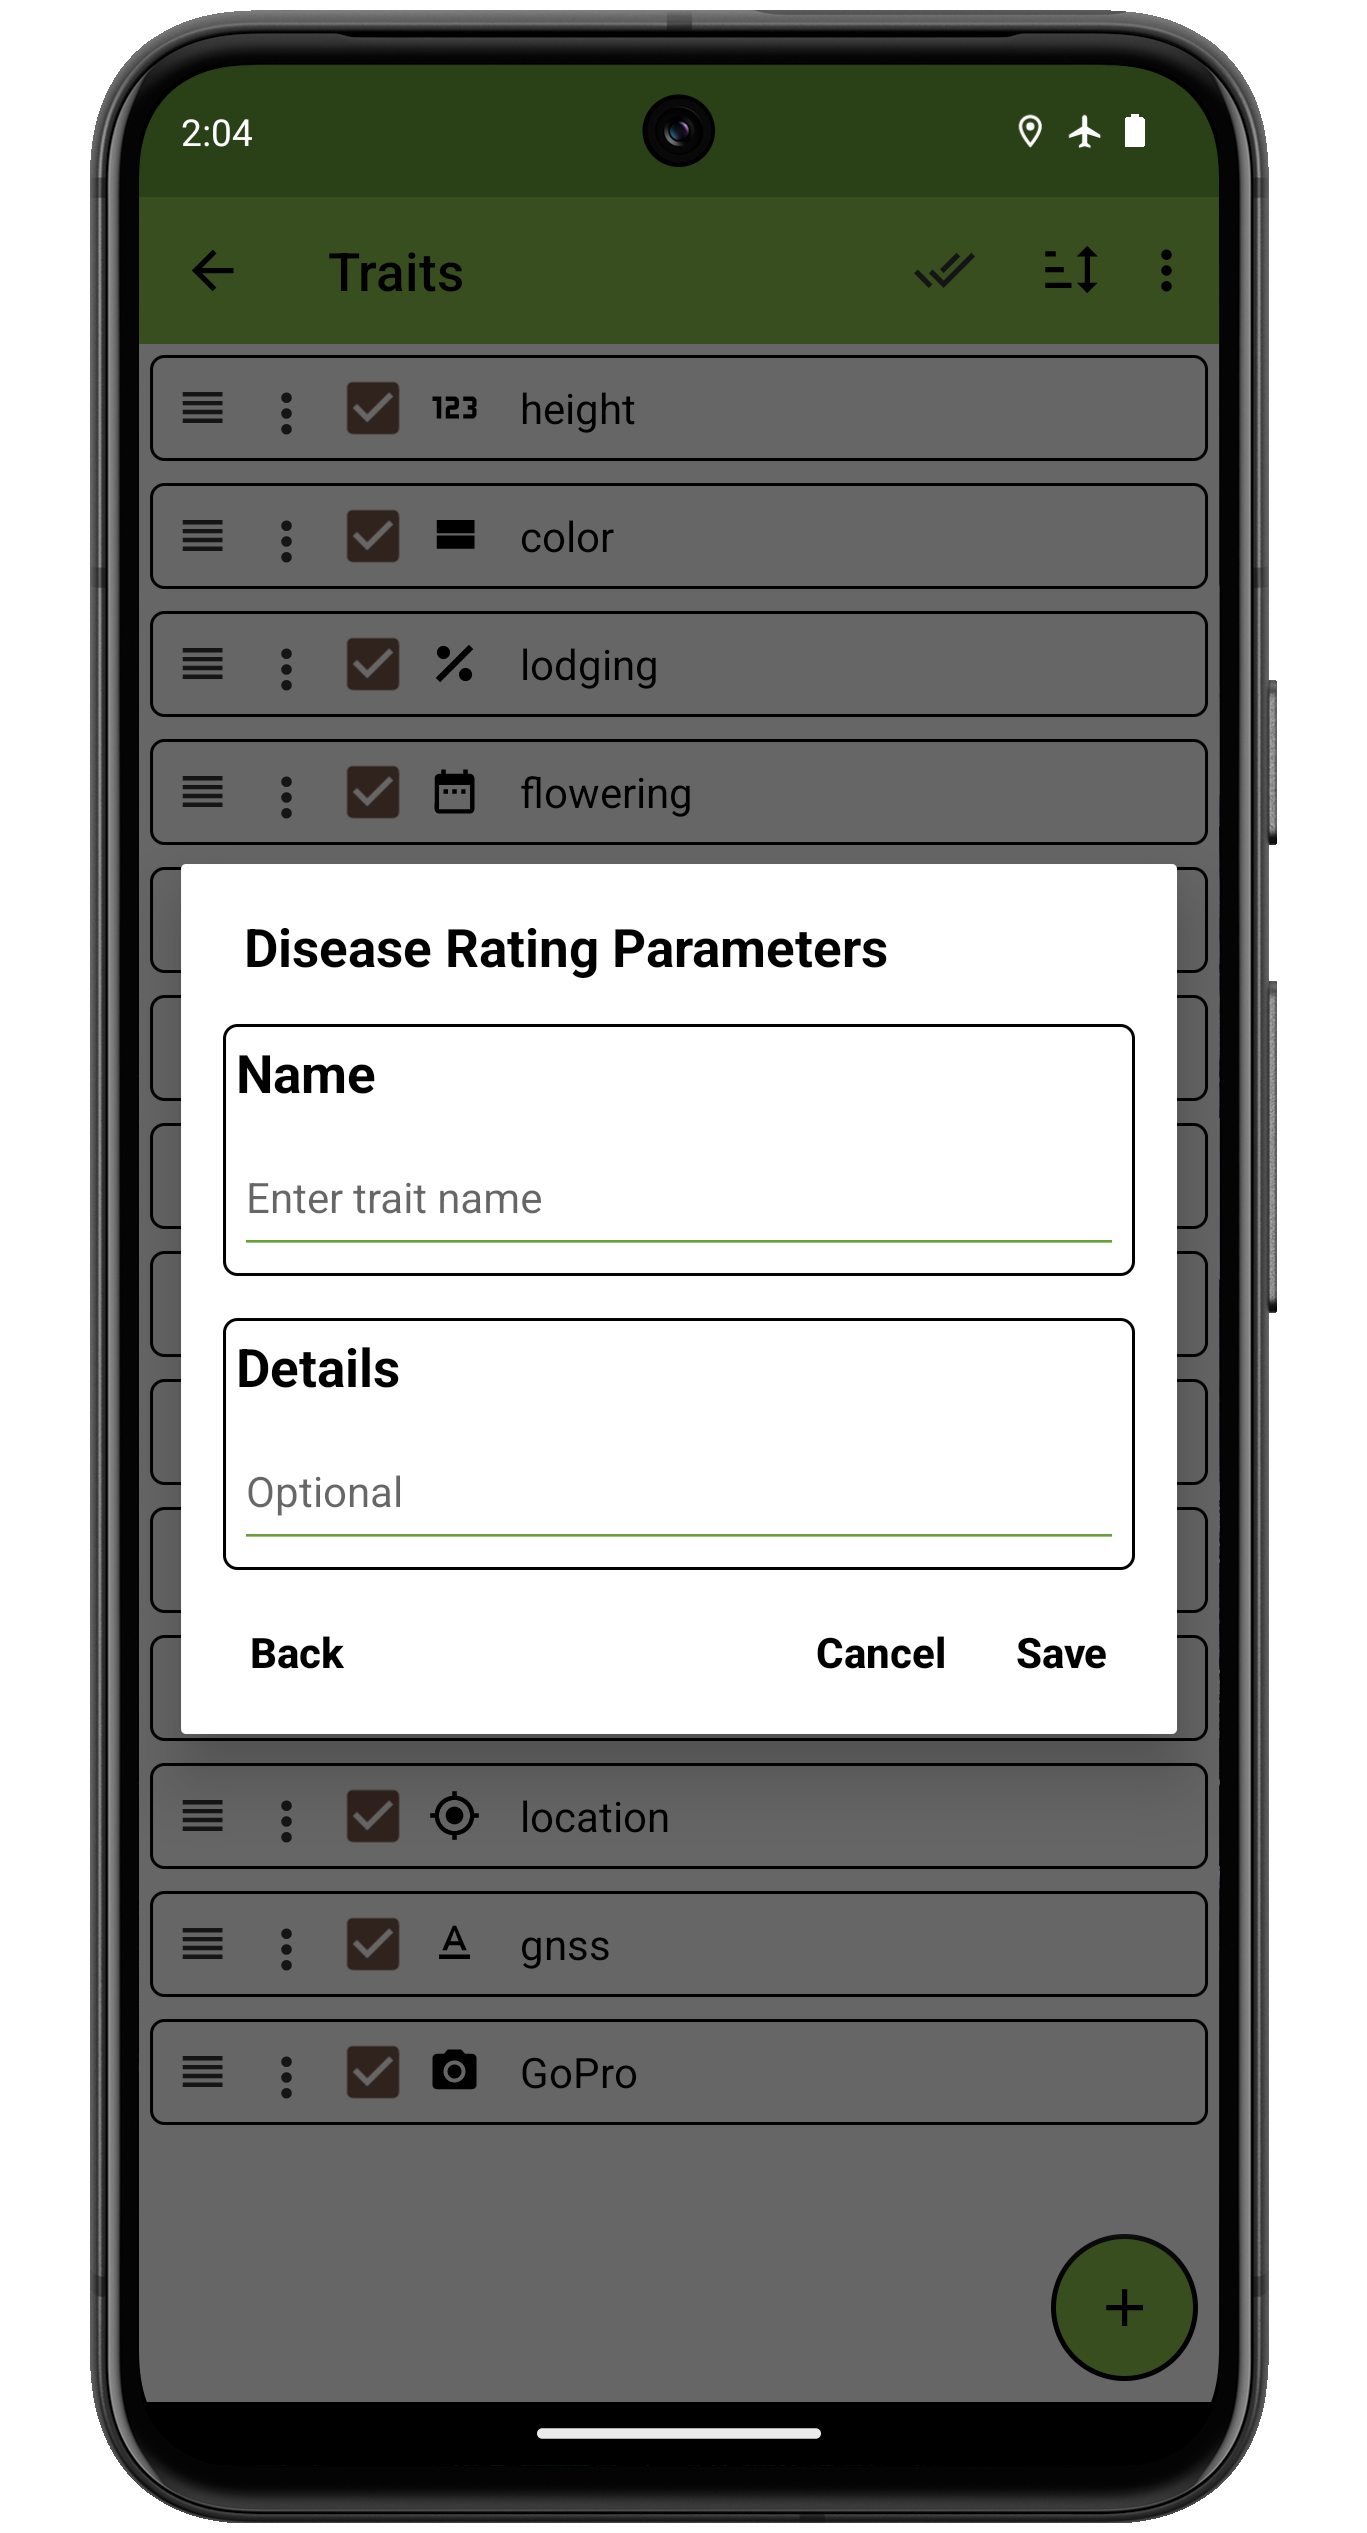 2:04
Traits
123 height
color
lodging
flowering
Disease Rating Parameters
Name
Enter trait name
Details
Optional
Back Cancel Save
location
A gnss
GoPro